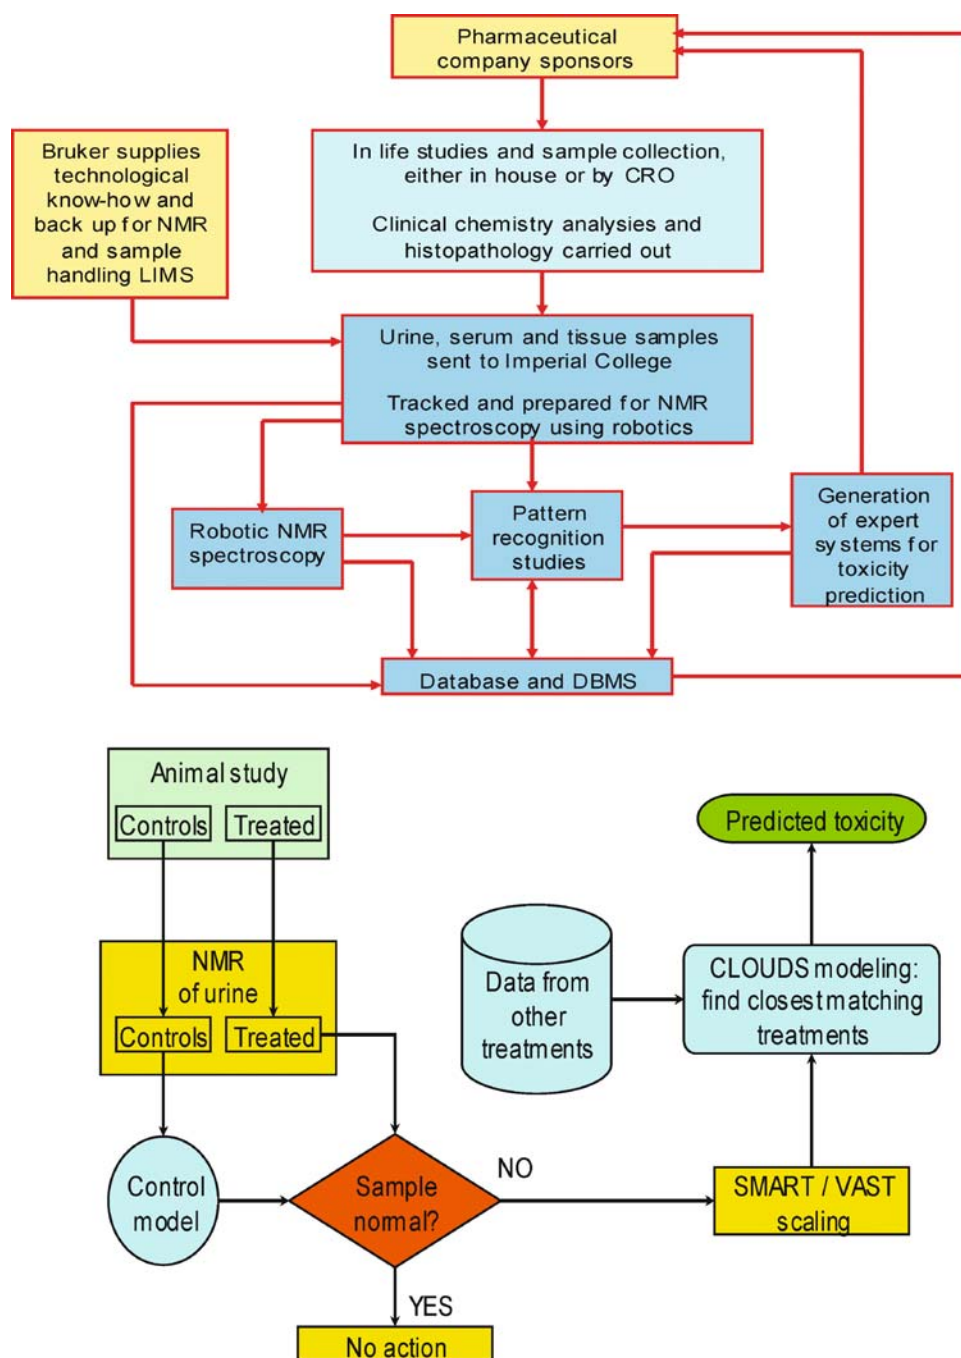 Pharmaceutical
company sponsors
Bruker supplies
technological
know-how and
back up for NMR
and sample
handling LIMS
In life studies and sample collection,
either in house or by CRO
Clinical chemistry analysies and
histopathology carried out
Urine, serum and tissue samples
sent to Imperial College
Tracked and prepared for NMR
spectroscopy using robotics
Robotic NMR
spectroscopy
Pattern
recognition
studies
Generation
of expert
systems for
toxicity
prediction
Database and DBMS
Animal study
Controls
Treated
NMR
of urine
Controls
Treated
Control
model
Sample
normal?
NO
YES
No action
Data from
other
treatments
Predicted toxicity
CLOUDS modeling:
find closest matching
treatments
SMART / VAST
scaling